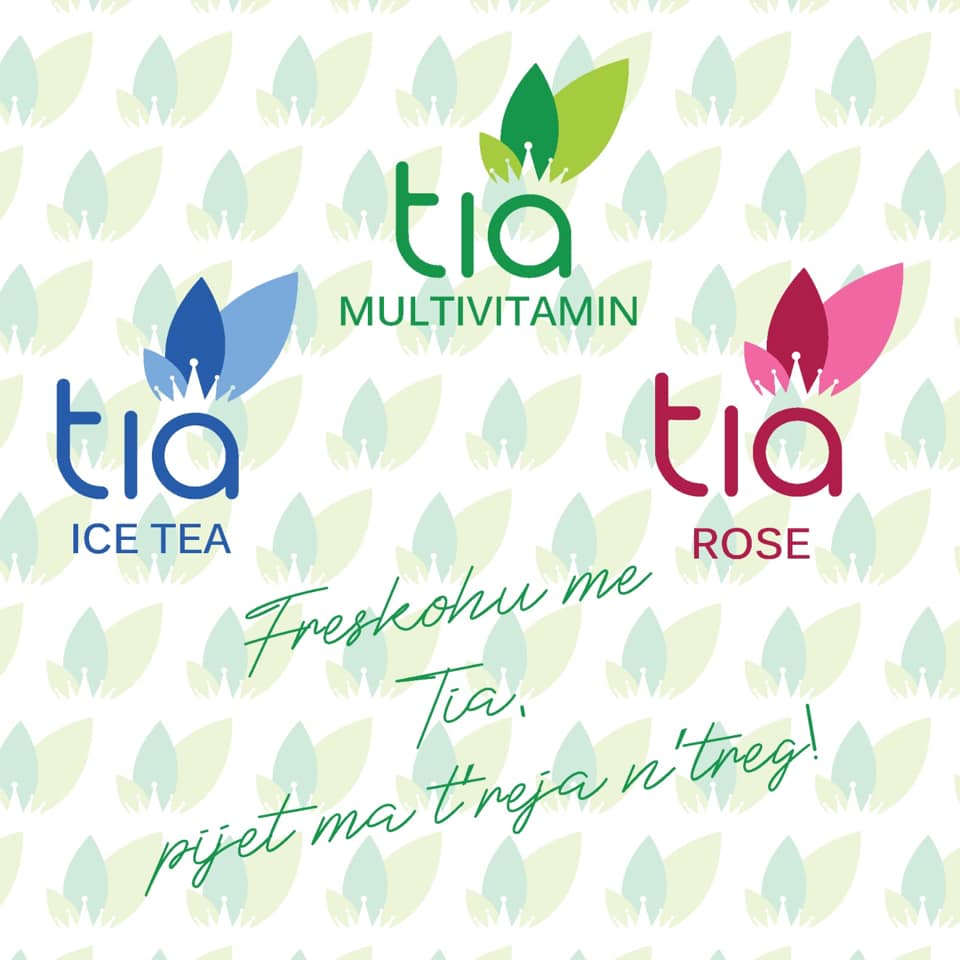 tia
MULTIVITAMIN
tia
ICE TEA
tia
ROSE
Freskohu me
Tia,
pijet ma t'reja n'treg!